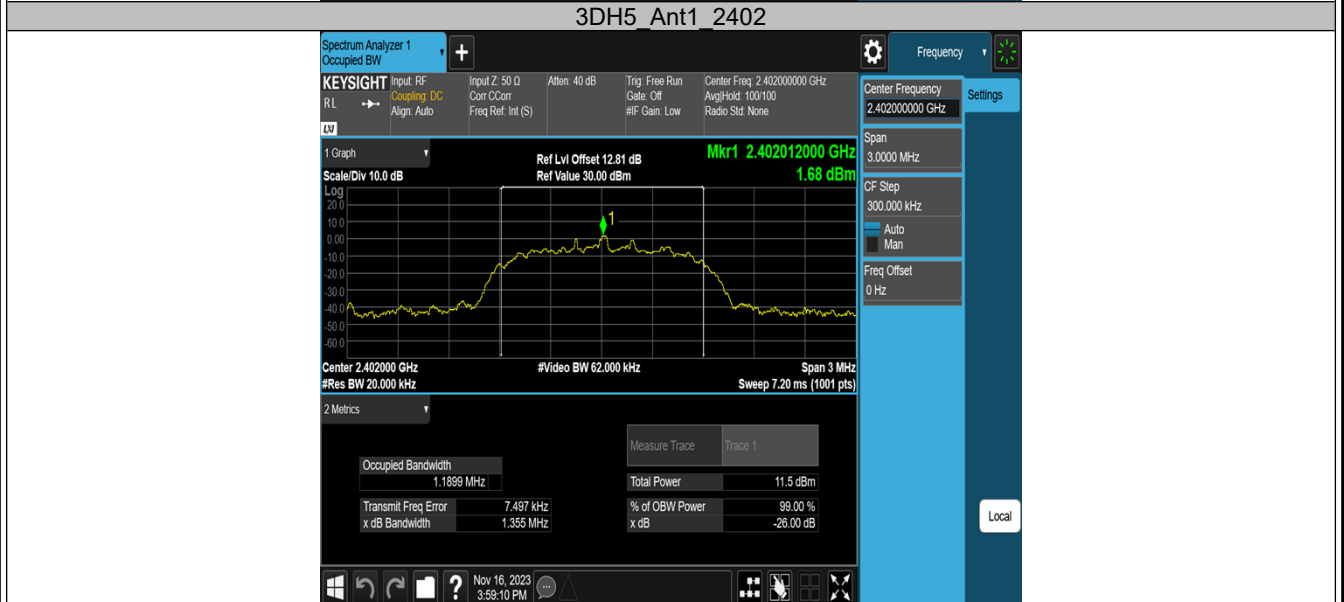 3DH5_Ant1_2402
Spectrum Analyzer 1
Occupied BW
+
Frequency
KEYSIGHT Input: RF Input Z: 50 Ω Atten: 40 dB Trig: Free Run Center Freq: 2.402000000 GHz
RL Coupling: DC Corr CCorr Gate: Off Avg|Hold: 100/100
Align: Auto Freq Ref: Int (S) #IF Gain: Low Radio Std: None
LXI
Center Frequency
2.402000000 GHz
Settings
Span
3.0000 MHz
CF Step
300.000 kHz
Auto
Man
Freq Offset
0 Hz
1 Graph Ref Lvl Offset 12.81 dB Mkr1 2.402012000 GHz
Scale/Div 10.0 dB Ref Value 30.00 dBm 1.68 dBm
Log
20.0
10.0
0.00
-10.0
-20.0
-30.0
-40.0
-50.0
-60.0
1
Center 2.402000 GHz #Video BW 62.000 kHz Span 3 MHz
#Res BW 20.000 kHz Sweep 7.20 ms (1001 pts)
2 Metrics
Measure Trace Trace 1
Occupied Bandwidth
1.1899 MHz Total Power 11.5 dBm
Transmit Freq Error 7.497 kHz % of OBW Power 99.00 %
x dB Bandwidth 1.355 MHz x dB -26.00 dB
Local
? Nov 16, 2023
3:59:10 PM